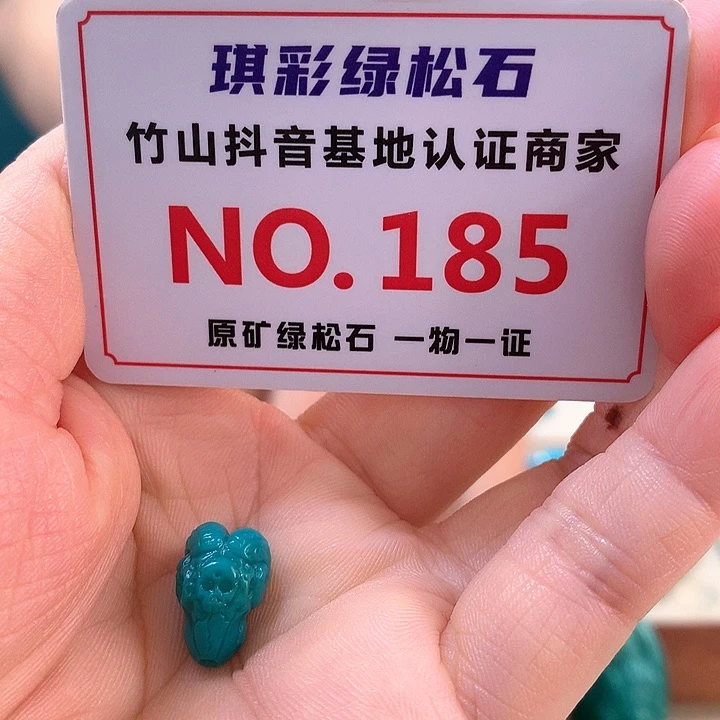 琪彩绿松石
竹山抖音基地认证商家
NO.185
原矿绿松石 一物一证